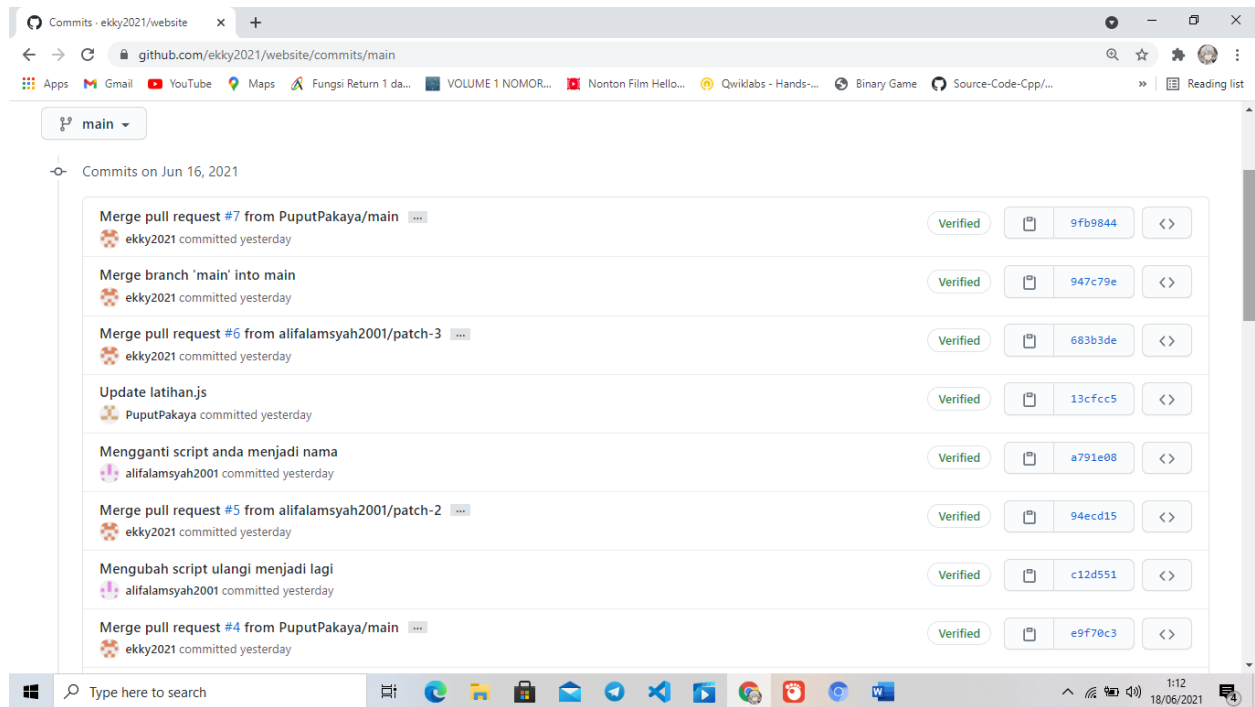 Commits · ekky2021/website
github.com/ekky2021/website/commits/main
Apps Gmail YouTube Maps Fungsi Return 1 da... VOLUME 1 NOMOR... Nonton Film Hello... Qwiklabs - Hands-... Binary Game Source-Code-Cpp/... » Reading list
main
Commits on Jun 16, 2021
Merge pull request #7 from PuputPakaya/main ...
Verified 9fb9844
ekky2021 committed yesterday
Merge branch 'main' into main
Verified 947c79e
ekky2021 committed yesterday
Merge pull request #6 from alifalamsyah2001/patch-3 ...
Verified 683b3de
ekky2021 committed yesterday
Update latihan.js
Verified 13cfcc5
PuputPakaya committed yesterday
Mengganti script anda menjadi nama
Verified a791e08
alifalamsyah2001 committed yesterday
Merge pull request #5 from alifalamsyah2001/patch-2 ...
Verified 94ecd15
ekky2021 committed yesterday
Mengubah script ulangi menjadi lagi
Verified c12d551
alifalamsyah2001 committed yesterday
Merge pull request #4 from PuputPakaya/main ...
Verified e9f70c3
ekky2021 committed yesterday
Type here to search
1:12
18/06/2021
4